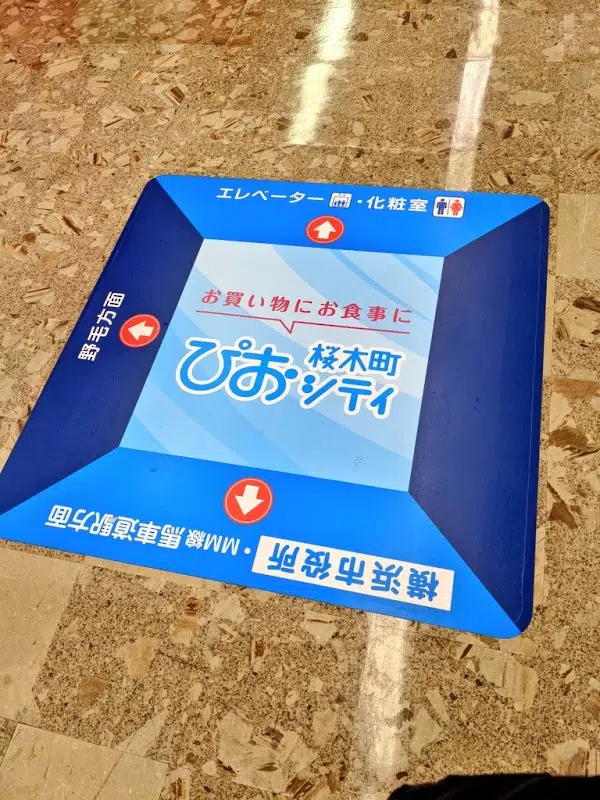 エレベーター・化粧室
野毛方面
お買い物にお食事に
桜木町
ぴおシティ
横浜市役所
・MM線馬車道駅方面